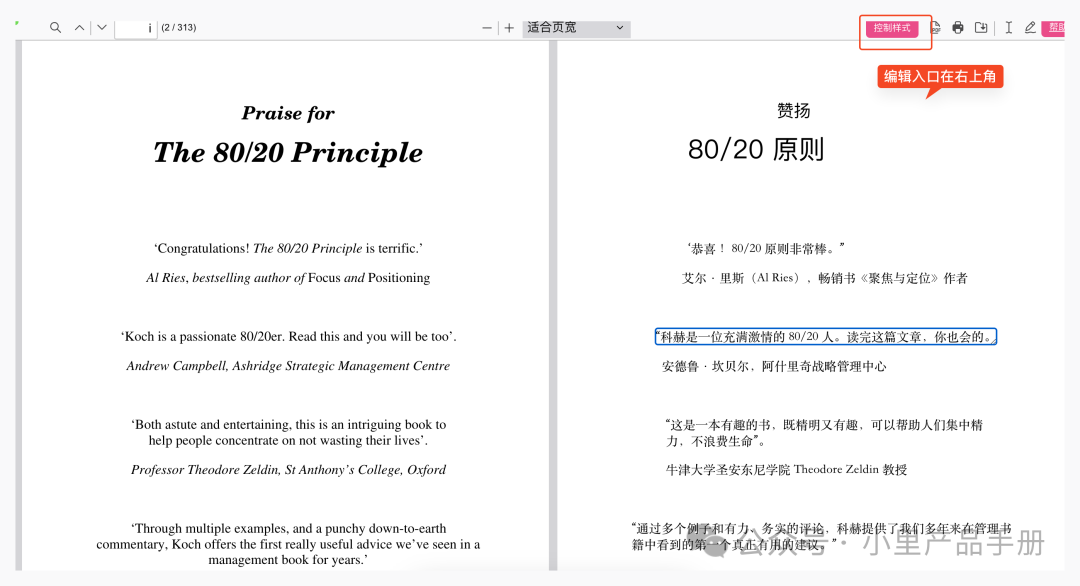 i
(2 / 313)
适合页宽
控制样式
编辑入口在右上角
Praise for
The 80/20 Principle
‘Congratulations! The 80/20 Principle is terrific.’
Al Ries, bestselling author of Focus and Positioning
‘Koch is a passionate 80/20er. Read this and you will be too’.
Andrew Campbell, Ashridge Strategic Management Centre
‘Both astute and entertaining, this is an intriguing book to
help people concentrate on not wasting their lives’.
Professor Theodore Zeldin, St Anthony’s College, Oxford
‘Through multiple examples, and a punchy down-to-earth
commentary, Koch offers the first really useful advice we’ve seen in a
management book for years.’
赞扬
80/20 原则
‘恭喜！ 80/20 原则非常棒。”
艾尔 · 里斯（Al Ries），畅销书《聚焦与定位》作者
“科赫是一位充满激情的 80/20 人。读完这篇文章，你也会的。
安德鲁 · 坎贝尔，阿什里奇战略管理中心
“这是一本有趣的书，既精明又有趣，可以帮助人们集中精
力，不浪费生命”。
牛津大学圣安东尼学院 Theodore Zeldin 教授
“通过多个例子和有力、务实的评论，科赫提供了我们多年来在管理书
籍中看到的第一个真正有用的建议。”
公众号 · 小里产品手册